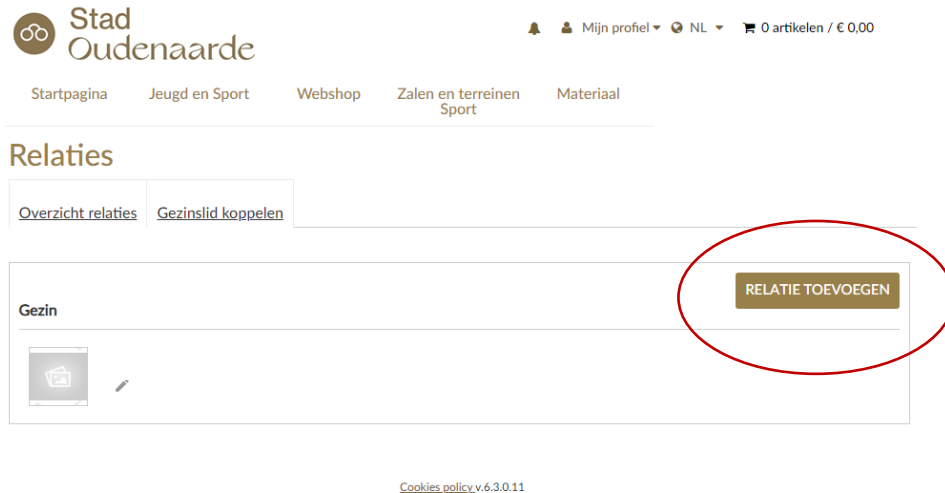 Stad
Oudenaarde
Mijn profiel NL 0 artikelen / € 0,00
Startpagina Jeugd en Sport Webshop Zalen en terreinen Sport Materiaal
Relaties
Overzicht relaties Gezinslid koppelen
RELATIE TOEVOEGEN
Gezin
Cookies policy v.6.3.0.11